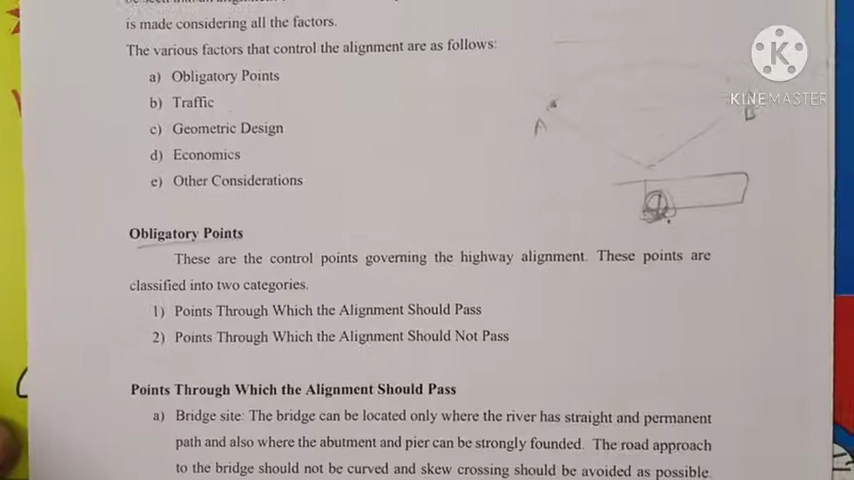 is made considering all the factors.
The various factors that control the alignment are as follows:
a) Obligatory Points
b) Traffic
c) Geometric Design
d) Economics
e) Other Considerations
K
KINEMASTER
A
B
Obligatory Points
These are the control points governing the highway alignment. These points are
classified into two categories.
1) Points Through Which the Alignment Should Pass
2) Points Through Which the Alignment Should Not Pass
Points Through Which the Alignment Should Pass
a) Bridge site: The bridge can be located only where the river has straight and permanent
path and also where the abutment and pier can be strongly founded. The road approach
to the bridge should not be curved and skew crossing should be avoided as possible.